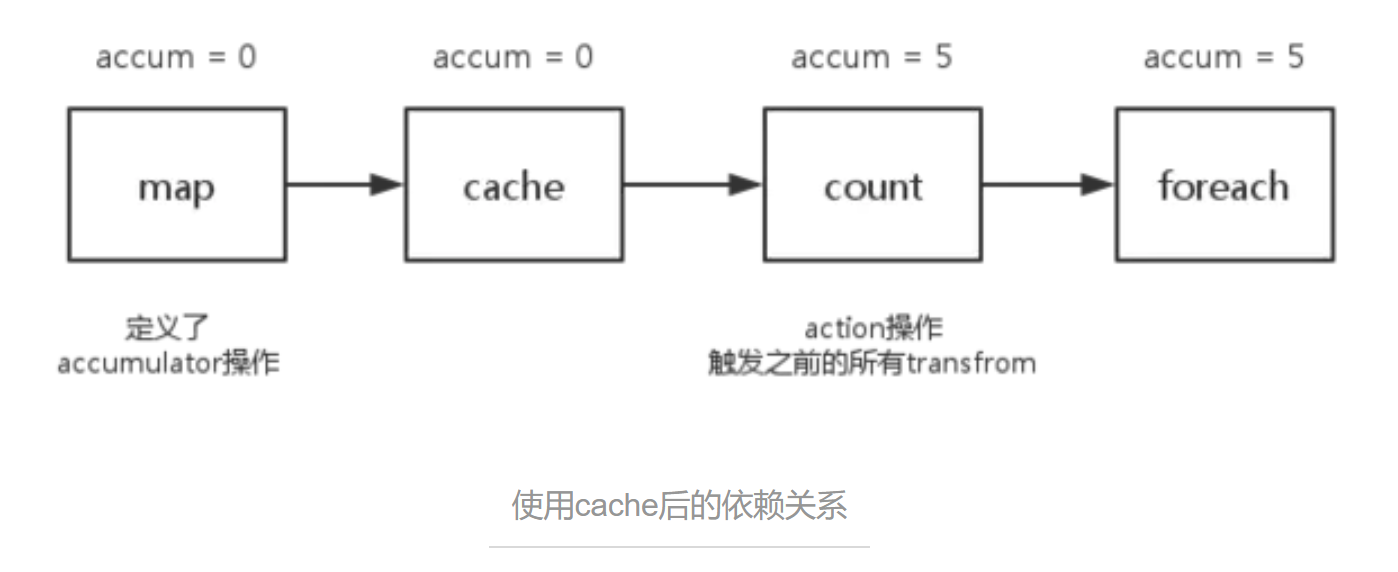 accum = 0
accum = 0
accum = 5
accum = 5
map
cache
count
foreach
定义了
accumulator操作
action操作
触发之前的所有transfrom
使用cache后的依赖关系